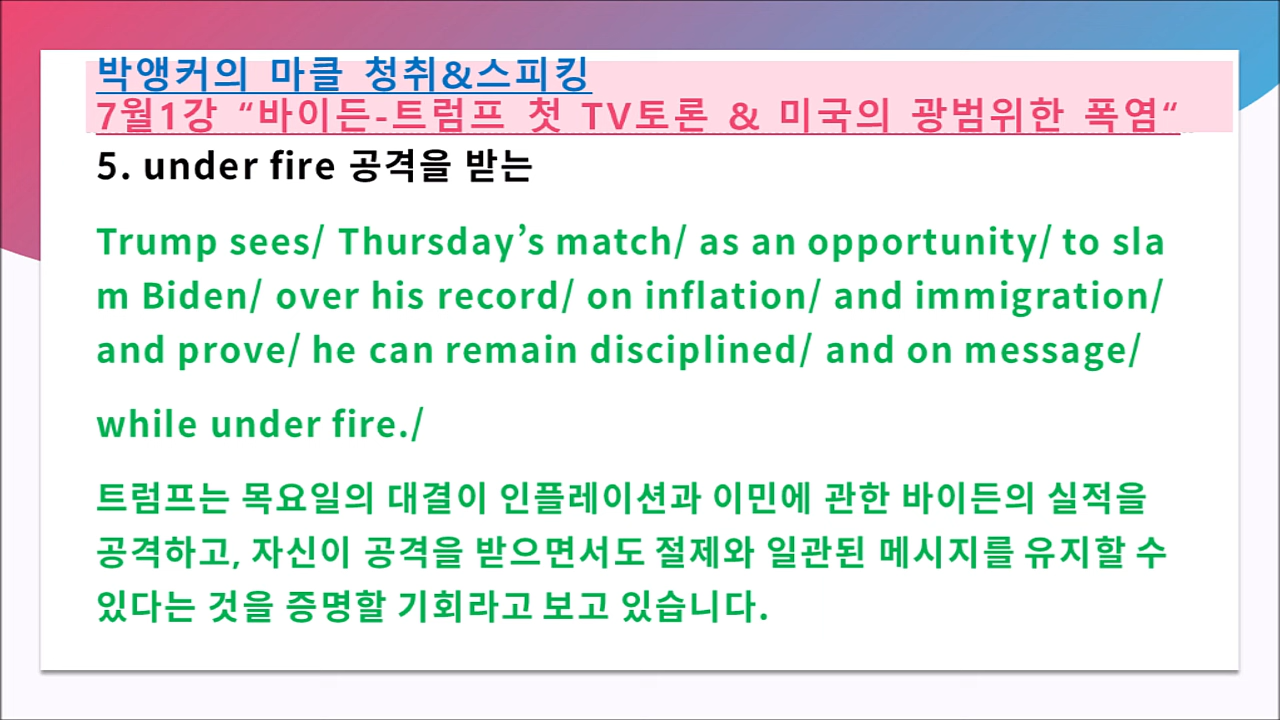 박앵커의 마클 청취&스피킹
7월1강 “바이든-트럼프 첫 TV토론 & 미국의 광범위한 폭염“
5. under fire 공격을 받는
Trump sees/ Thursday’s match/ as an opportunity/ to sla
m Biden/ over his record/ on inflation/ and immigration/
and prove/ he can remain disciplined/ and on message/
while under fire./
트럼프는 목요일의 대결이 인플레이션과 이민에 관한 바이든의 실적을
공격하고, 자신이 공격을 받으면서도 절제와 일관된 메시지를 유지할 수
있다는 것을 증명할 기회라고 보고 있습니다.